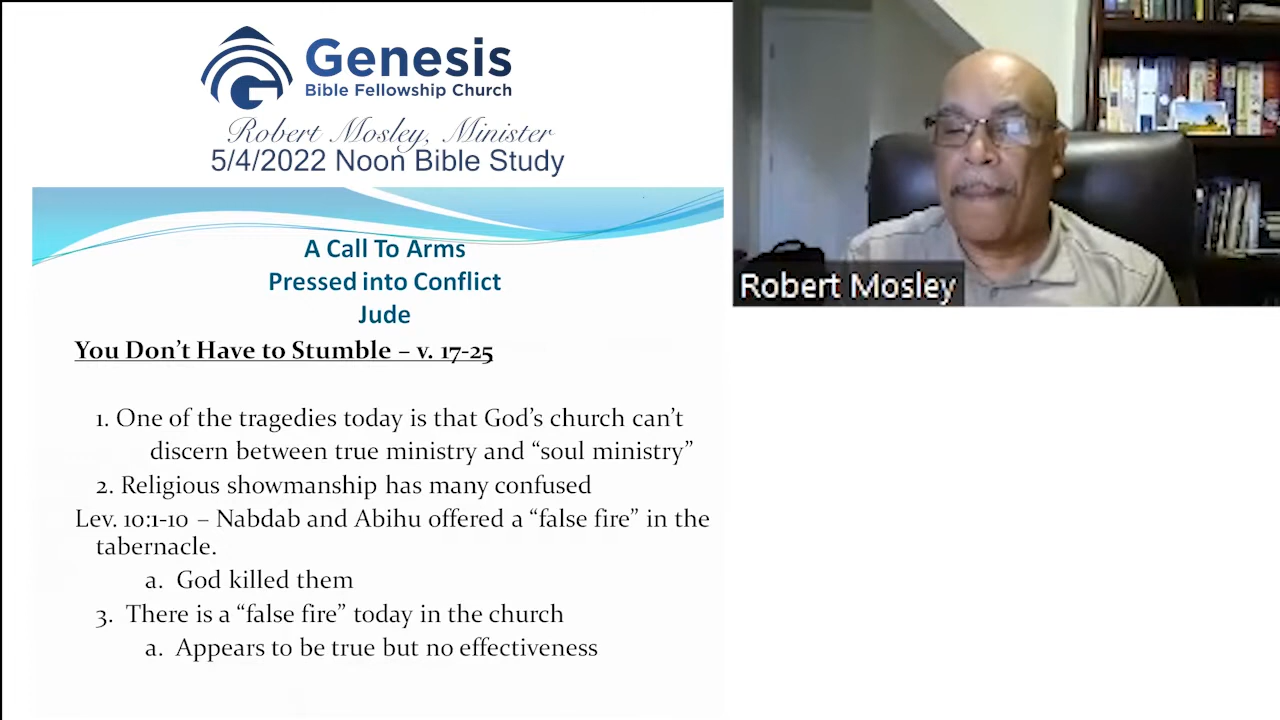 Genesis
Bible Fellowship Church
Robert Mosley, Minister
5/4/2022 Noon Bible Study
A Call To Arms
Pressed into Conflict
Jude
You Don’t Have to Stumble – v. 17-25
1. One of the tragedies today is that God’s church can’t
discern between true ministry and “soul ministry”
2. Religious showmanship has many confused
Lev. 10:1-10 – Nabdab and Abihu offered a “false fire” in the
tabernacle.
a. God killed them
3. There is a “false fire” today in the church
a. Appears to be true but no effectiveness
Robert Mosley